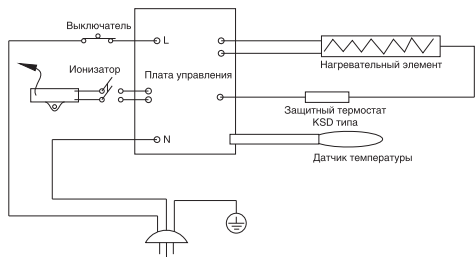 Выключатель
L
Ионизатор
Плата управления
Нагревательный элемент
Защитный термостат
KSD типа
N
Датчик температуры